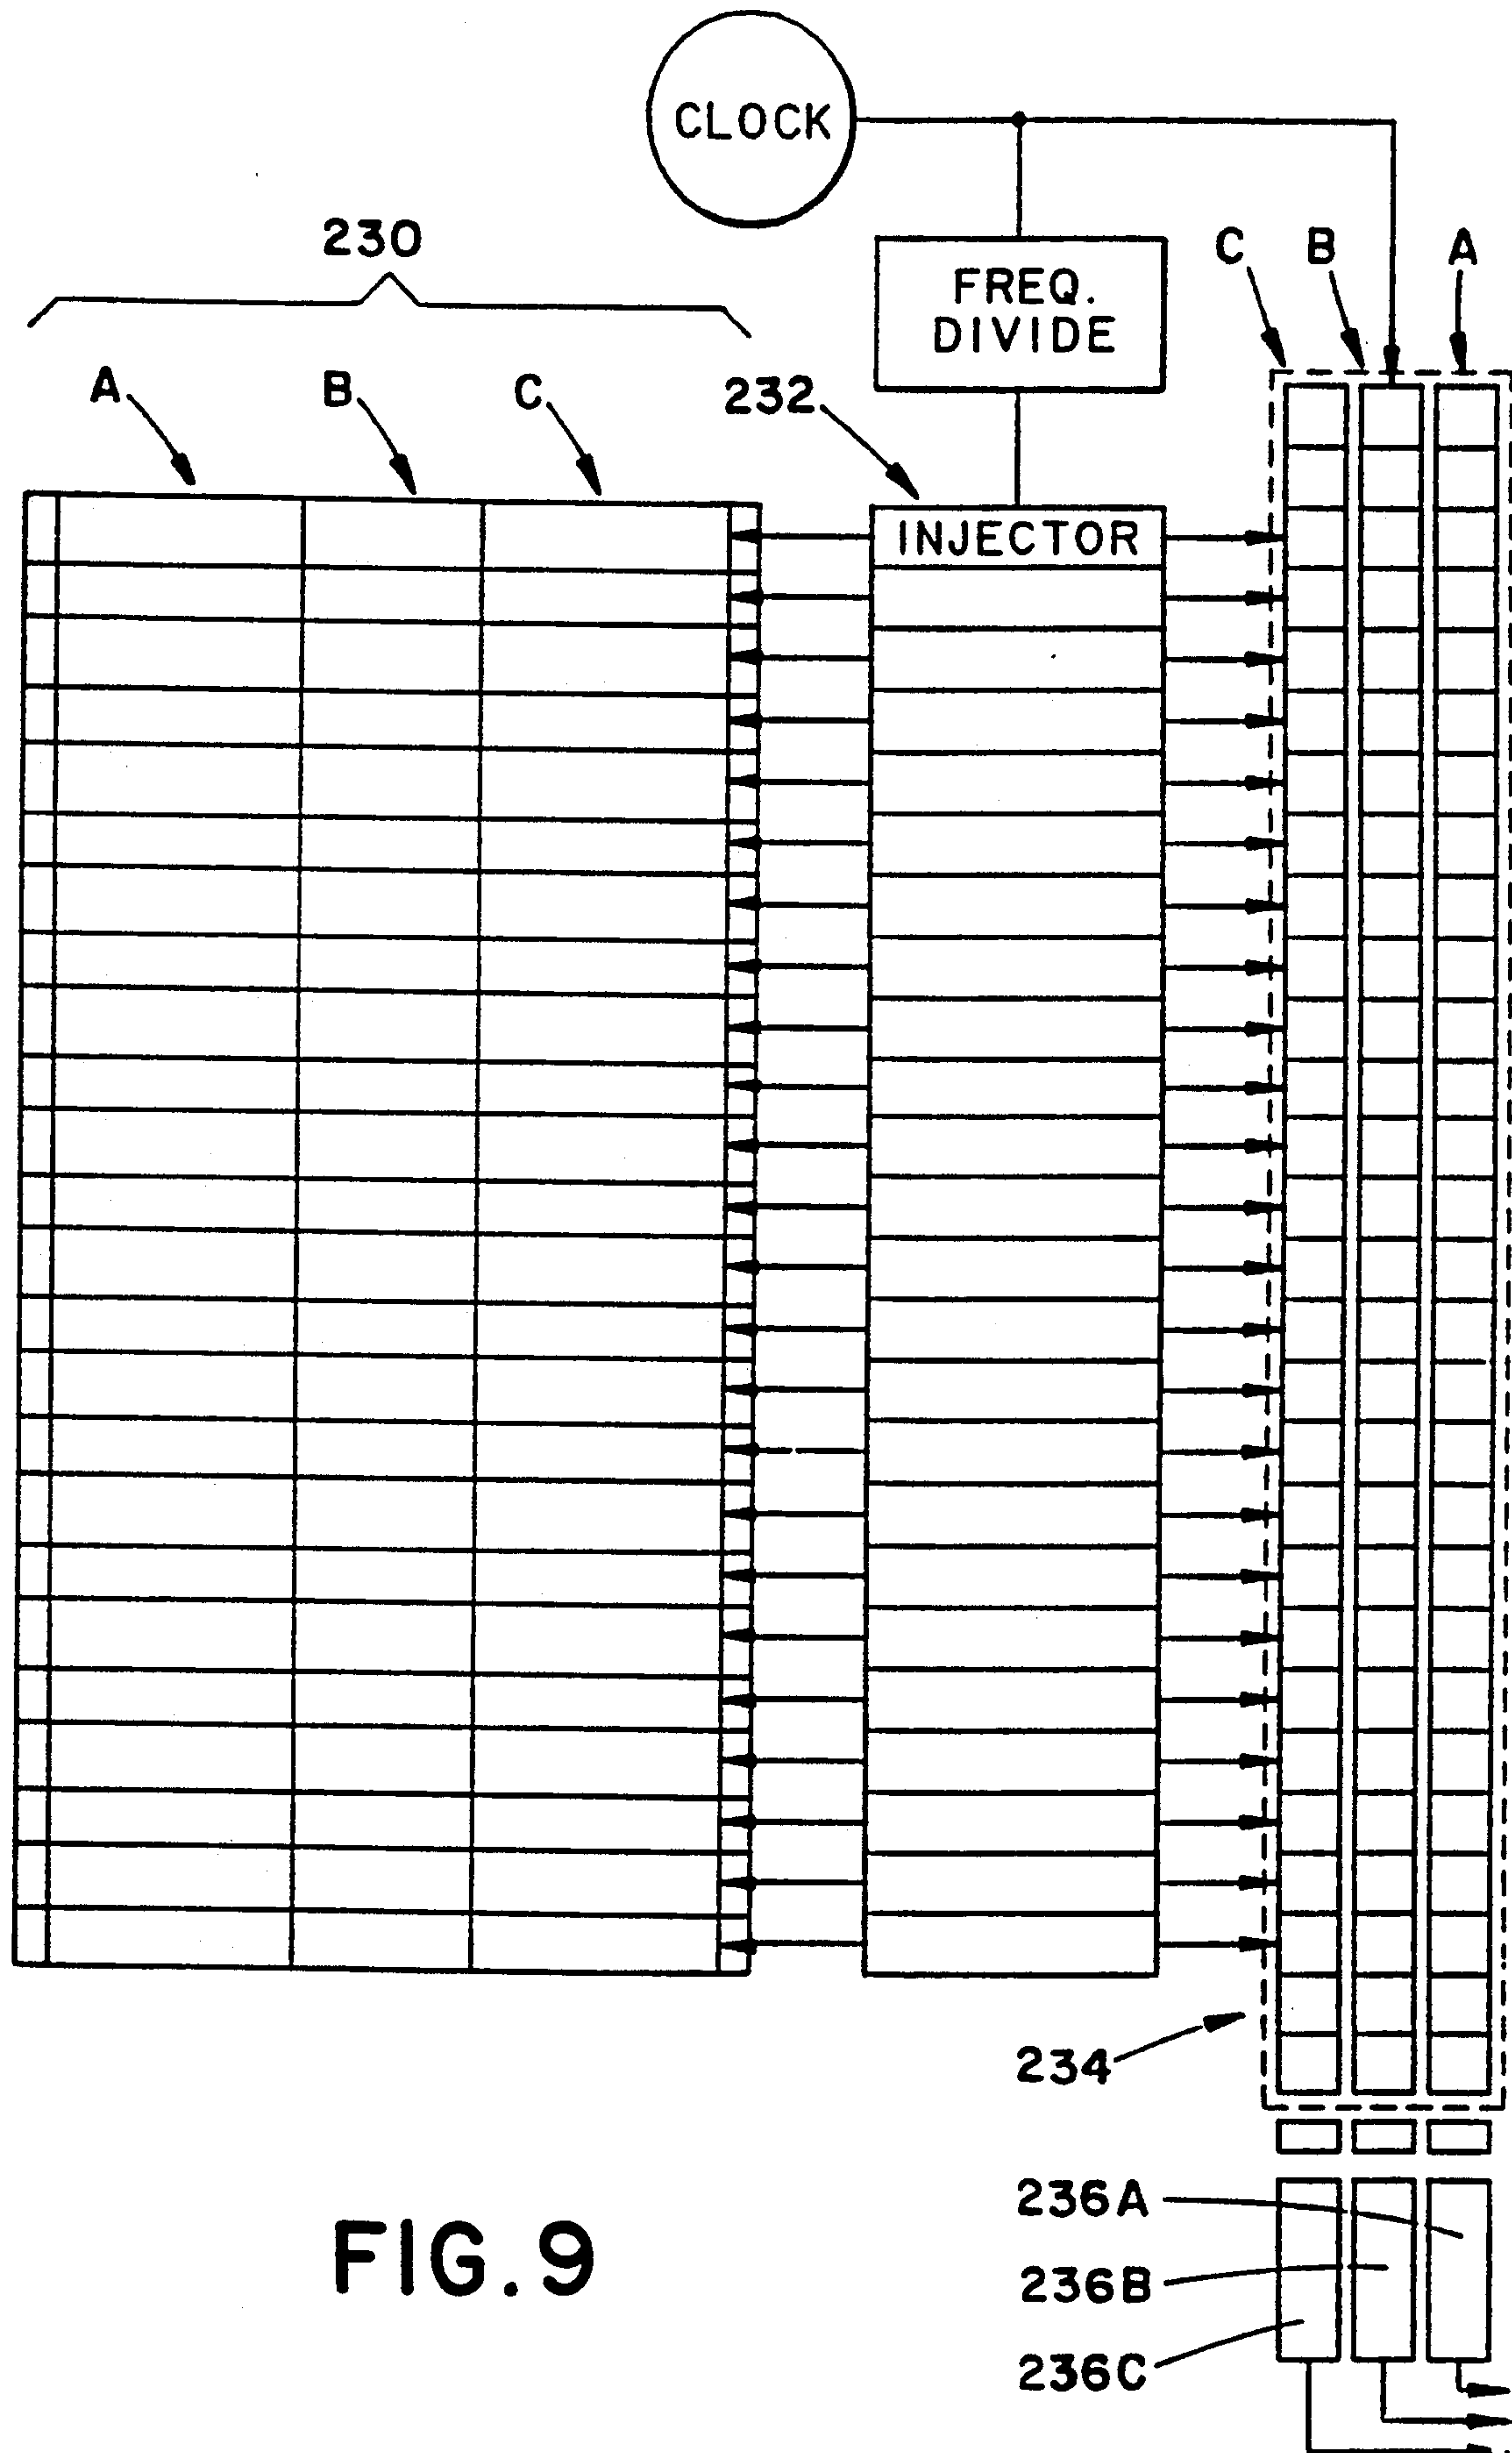 CLOCK
230
FREQ.
DIVIDE
C B A
A B C
232
INJECTOR
234
236A
236B
236C
FIG. 9